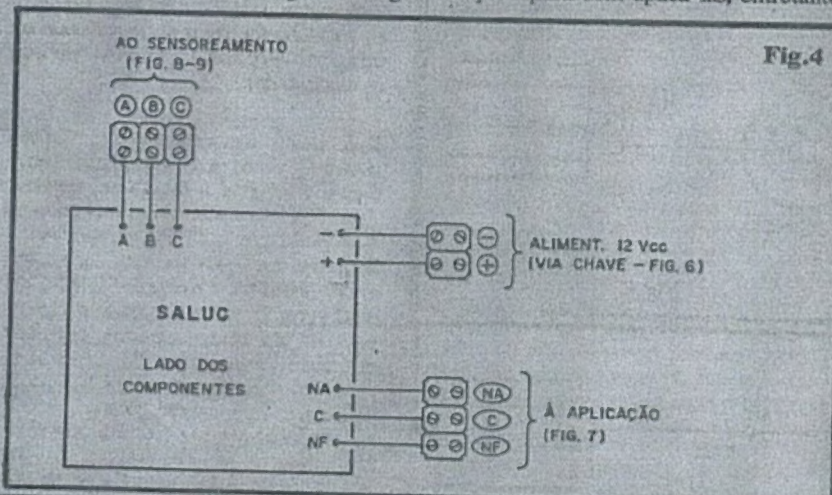 Fig.4
AO SENSOREAMENTO
(FIG. 8-9)
A B C
A B C
SALUC
LADO DOS
COMPONENTES
-
+
- ALIMENT. 12 Vcc
+ (VIA CHAVE - FIG. 6)
NA
C
NF
NA
C
NF
À APLICAÇÃO
(FIG. 7)